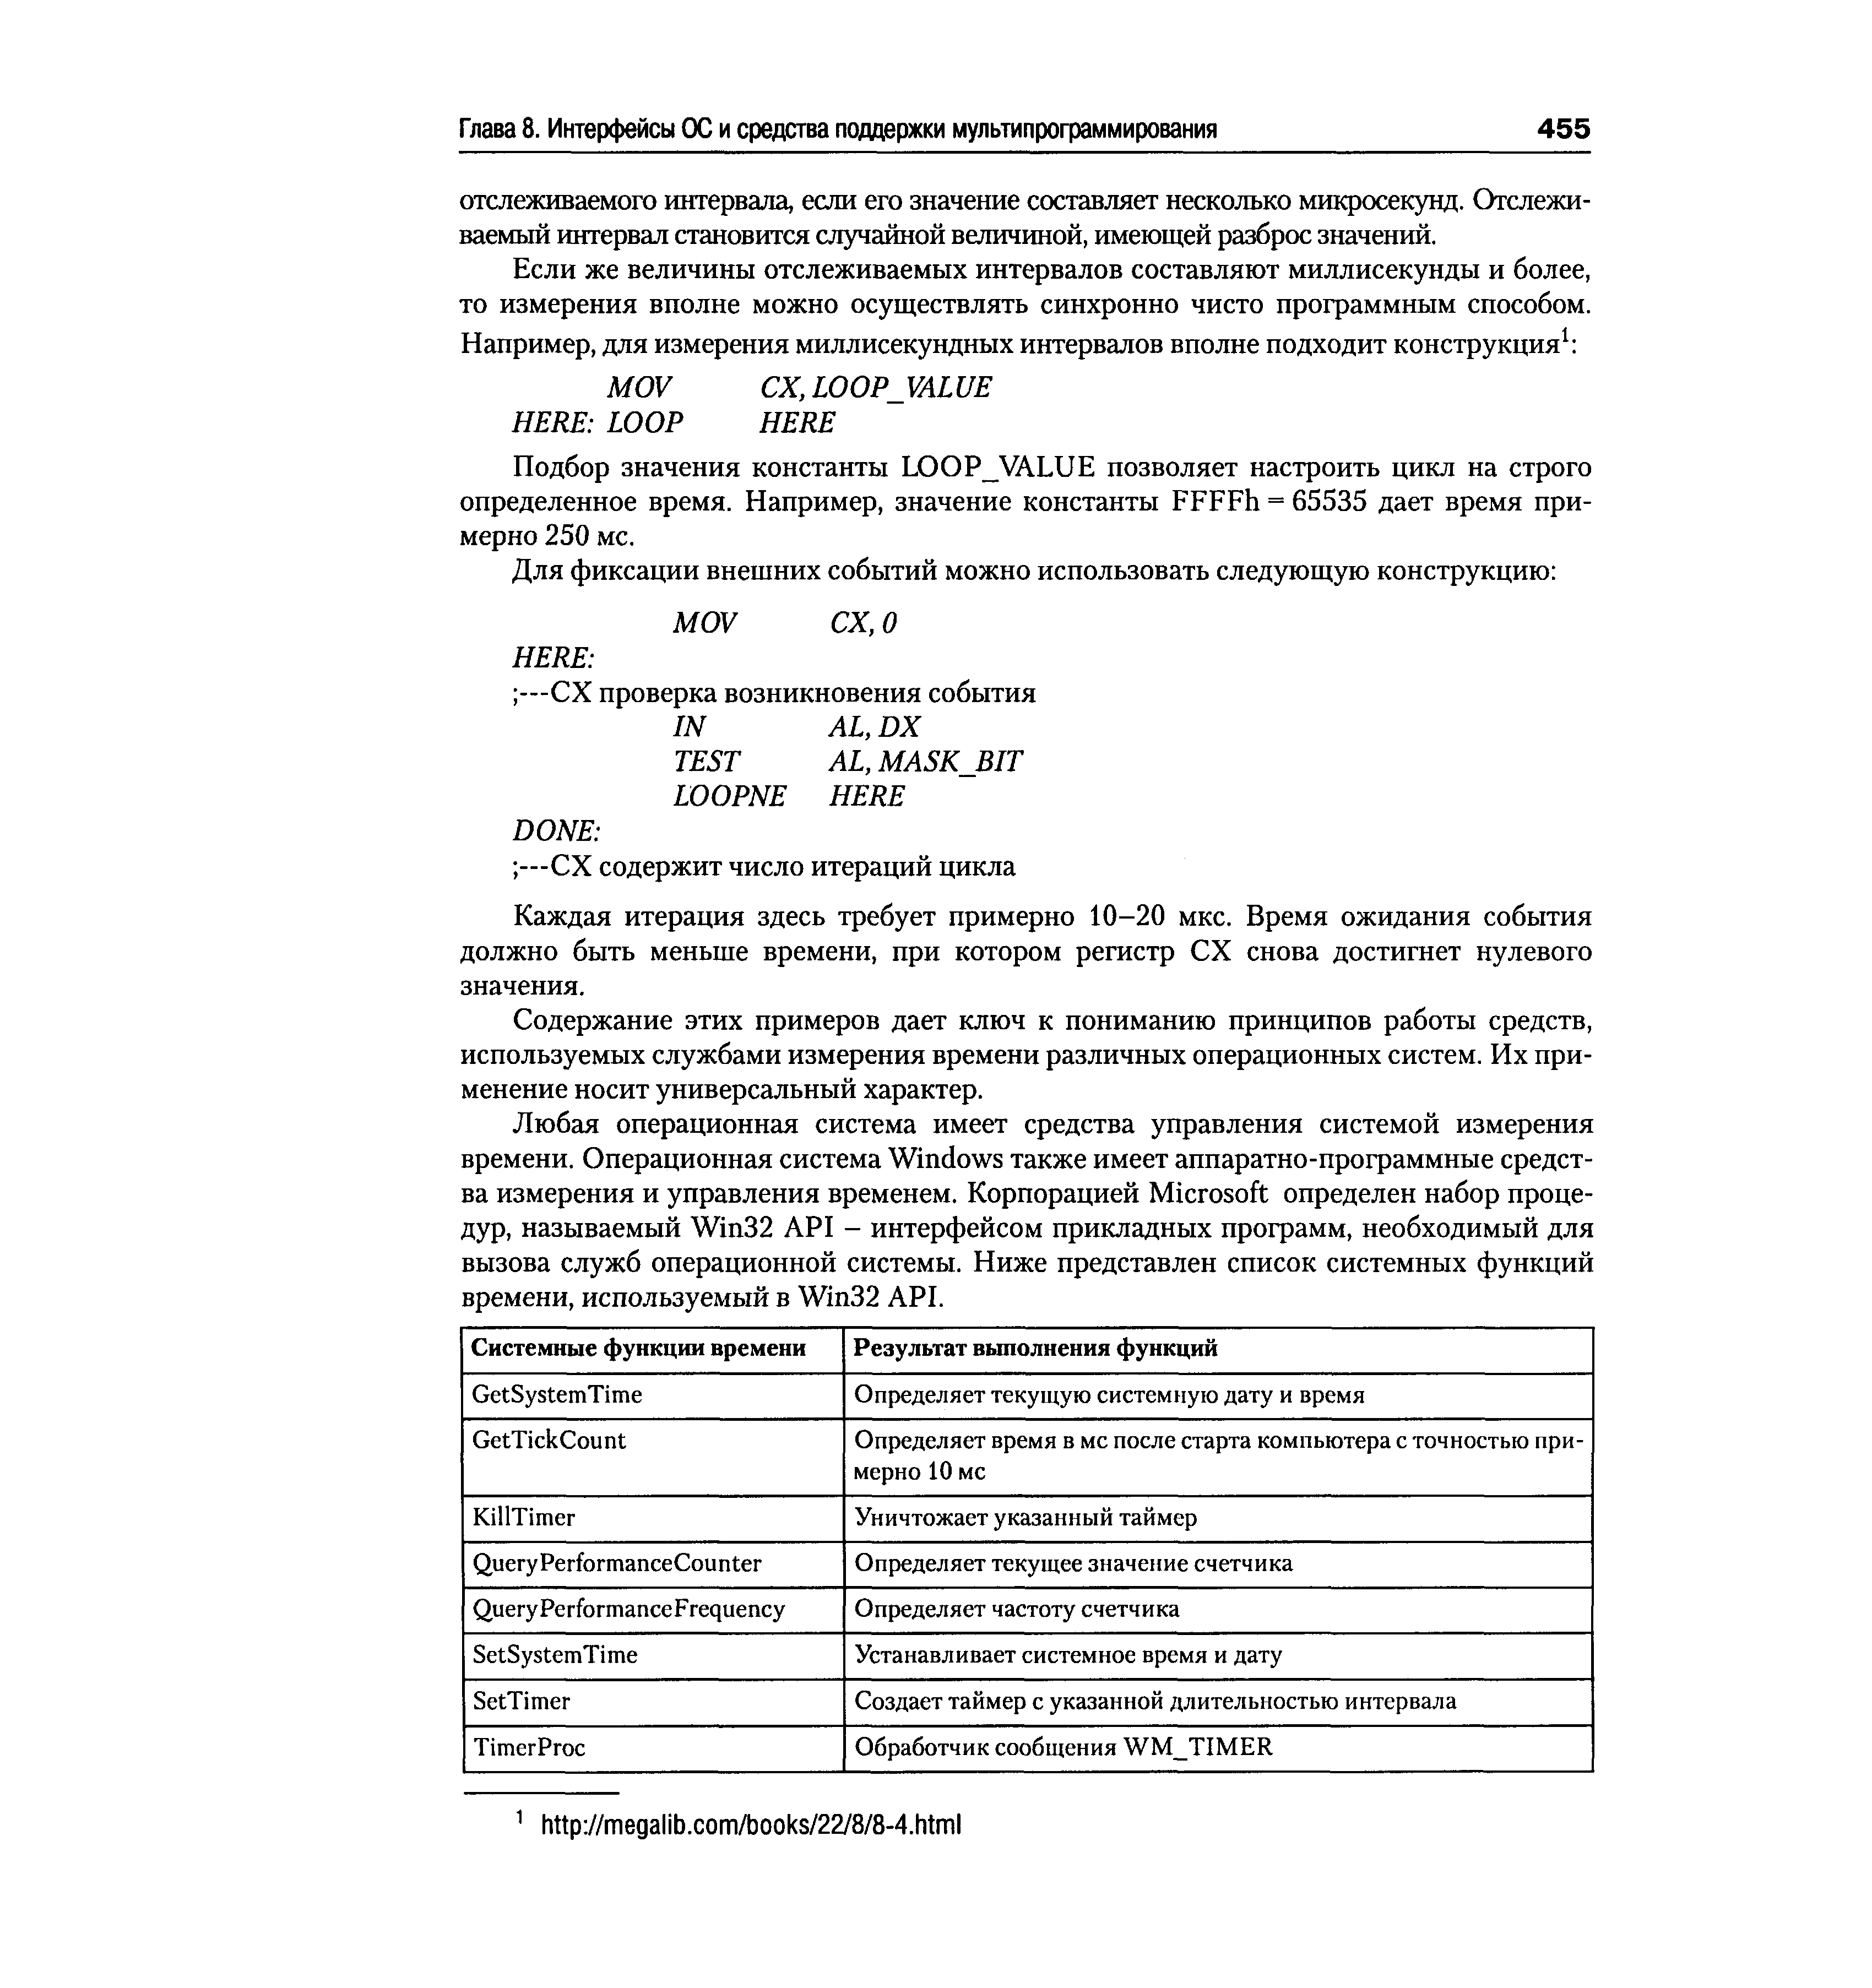 Глава 8. Интерфейсы ОС и средства поддержки мультипрограммирования 455
отслеживаемого интервала, если его значение составляет несколько микросекунд. Отслежи-
ваемый интервал становится случайной величиной, имеющей разброс значений.
Если же величины отслеживаемых интервалов составляют миллисекунды и более,
то измерения вполне можно осуществлять синхронно чисто программным способом.
Например, для измерения миллисекундных интервалов вполне подходит конструкция¹:
MOV CX, LOOP_VALUE
HERE: LOOP HERE
Подбор значения константы LOOP_VALUE позволяет настроить цикл на строго
определенное время. Например, значение константы FFFFh = 65535 дает время при-
мерно 250 мс.
Для фиксации внешних событий можно использовать следующую конструкцию:
MOV CX, 0
HERE:
;---CX проверка возникновения события
IN AL, DX
TEST AL, MASK_BIT
LOOPNE HERE
DONE:
;---CX содержит число итераций цикла
Каждая итерация здесь требует примерно 10–20 мкс. Время ожидания события
должно быть меньше времени, при котором регистр CX снова достигнет нулевого
значения.
Содержание этих примеров дает ключ к пониманию принципов работы средств,
используемых службами измерения времени различных операционных систем. Их при-
менение носит универсальный характер.
Любая операционная система имеет средства управления системой измерения
времени. Операционная система Windows также имеет аппаратно-программные средст-
ва измерения и управления временем. Корпорацией Microsoft определен набор проце-
дур, называемый Win32 API – интерфейсом прикладных программ, необходимый для
вызова служб операционной системы. Ниже представлен список системных функций
времени, используемый в Win32 API.
Системные функции времени Результат выполнения функций
GetSystemTime Определяет текущую системную дату и время
GetTickCount Определяет время в мс после старта компьютера с точностью при-
мерно 10 мс
KillTimer Уничтожает указанный таймер
QueryPerformanceCounter Определяет текущее значение счетчика
QueryPerformanceFrequency Определяет частоту счетчика
SetSystemTime Устанавливает системное время и дату
SetTimer Создает таймер с указанной длительностью интервала
TimerProc Обработчик сообщения WM_TIMER
¹ http://megalib.com/books/22/8/8-4.html